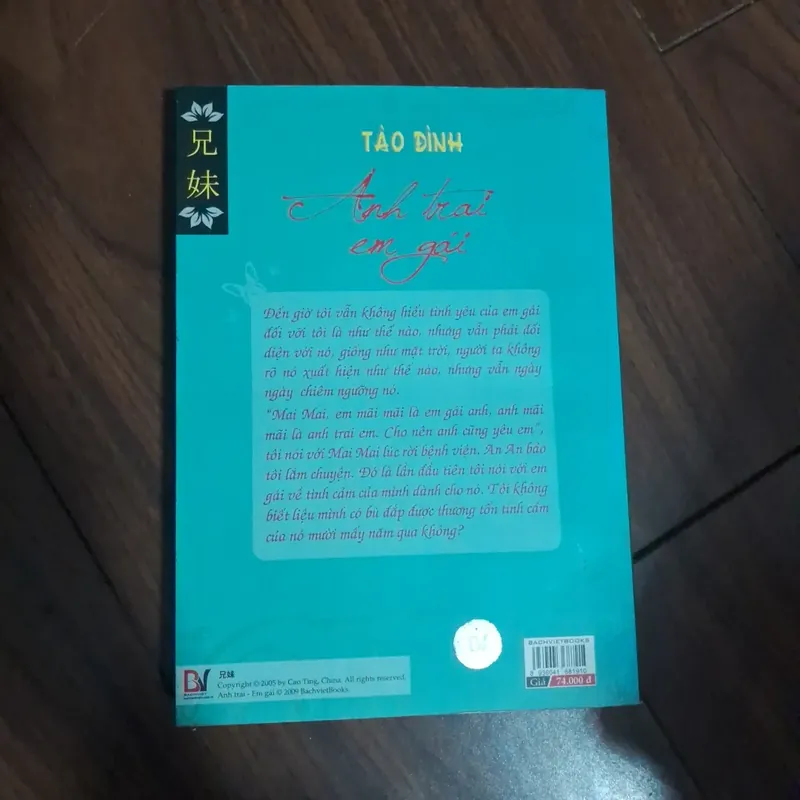 兄
妹
TÀO ĐÌNH
Anh trai
em gái
Đến giờ tôi vẫn không hiểu tình yêu của em gái
đối với tôi là như thế nào, nhưng vẫn phải đối
diện với nó, giống như mặt trời, người ta không
rõ nó xuất hiện như thế nào, nhưng vẫn ngày
ngày chiêm ngưỡng nó.
"Mai Mai, em mãi mãi là em gái anh, anh mãi
mãi là anh trai em. Cho nên anh cũng yêu em",
tôi nói với Mai Mai lúc rời bệnh viện. An An bảo
tôi lắm chuyện. Đó là lần đầu tiên tôi nói với em
gái về tình cảm của mình dành cho nó. Tôi không
biết liệu mình có bù đắp được thương tổn tình cảm
của nó mười mấy năm qua không?
BV
兄妹
Copyright © 2005 by Cao Ting, China. All rights reserved.
Anh trai - Em gái © 2009 BachvietBooks.
BACHVIETBOOKS
Giá 74.000 đ